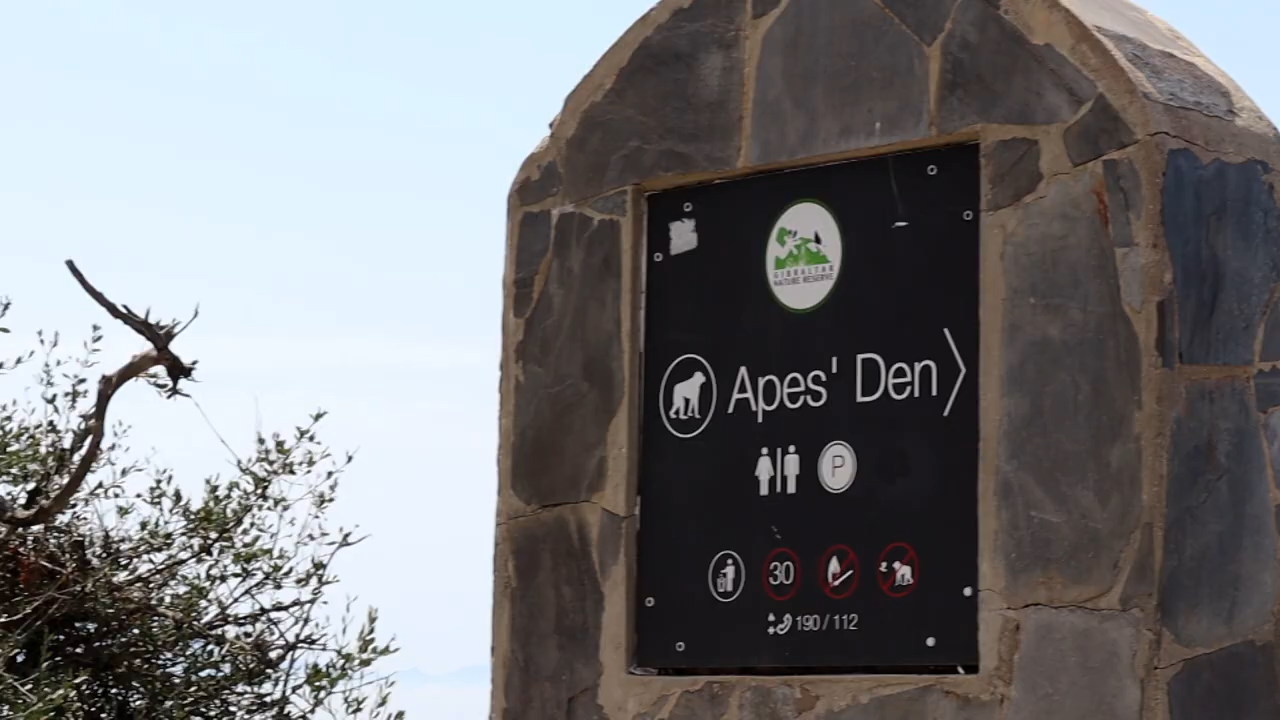 GIBRALTAR
NATURE RESERVE
Apes' Den
P
30
190 / 112